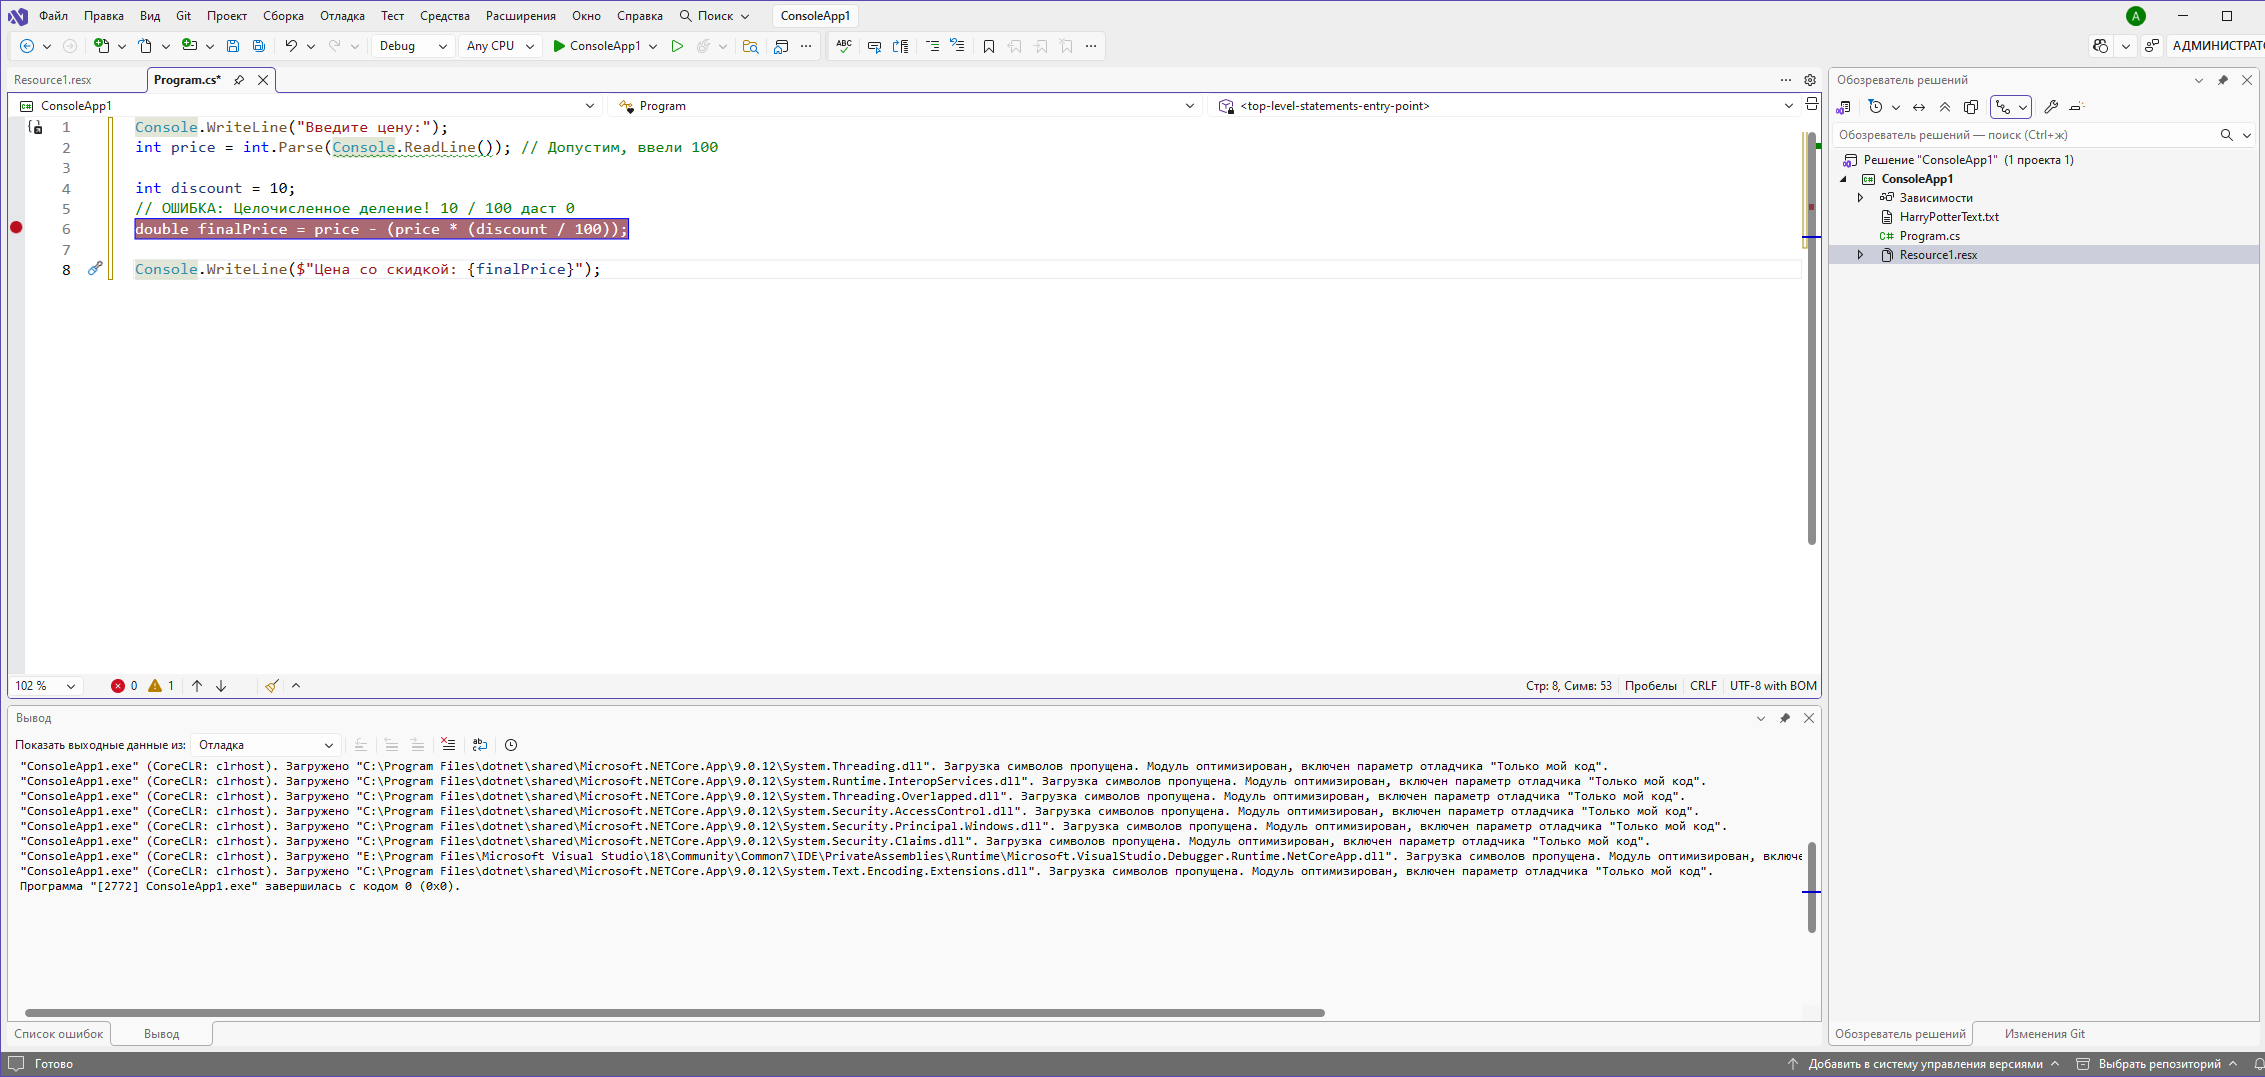 Файл Правка Вид Git Проект Сборка Отладка Тест Средства Расширения Окно Справка Поиск ConsoleApp1 A
Debug Any CPU ConsoleApp1 ABC АДМИНИСТРАТ
Resource1.resx Program.cs*
ConsoleApp1 Program <top-level-statements-entry-point>
1 Console.WriteLine("Введите цену:");
2 int price = int.Parse(Console.ReadLine()); // Допустим, ввели 100
3
4 int discount = 10;
5 // ОШИБКА: Целочисленное деление! 10 / 100 даст 0
6 double finalPrice = price - (price * (discount / 100));
7
8 Console.WriteLine($"Цена со скидкой: {finalPrice}");
102 % 0 1 Стр: 8, Симв: 53 Пробелы CRLF UTF-8 with BOM
Вывод
Показать выходные данные из: Отладка
"ConsoleApp1.exe" (CoreCLR: clrhost). Загружено "C:\Program Files\dotnet\shared\Microsoft.NETCore.App\9.0.12\System.Threading.dll". Загрузка символов пропущена. Модуль оптимизирован, включен параметр отладчика "Только мой код".
"ConsoleApp1.exe" (CoreCLR: clrhost). Загружено "C:\Program Files\dotnet\shared\Microsoft.NETCore.App\9.0.12\System.Runtime.InteropServices.dll". Загрузка символов пропущена. Модуль оптимизирован, включен параметр отладчика "Только мой код".
"ConsoleApp1.exe" (CoreCLR: clrhost). Загружено "C:\Program Files\dotnet\shared\Microsoft.NETCore.App\9.0.12\System.Threading.Overlapped.dll". Загрузка символов пропущена. Модуль оптимизирован, включен параметр отладчика "Только мой код".
"ConsoleApp1.exe" (CoreCLR: clrhost). Загружено "C:\Program Files\dotnet\shared\Microsoft.NETCore.App\9.0.12\System.Security.AccessControl.dll". Загрузка символов пропущена. Модуль оптимизирован, включен параметр отладчика "Только мой код".
"ConsoleApp1.exe" (CoreCLR: clrhost). Загружено "C:\Program Files\dotnet\shared\Microsoft.NETCore.App\9.0.12\System.Security.Principal.Windows.dll". Загрузка символов пропущена. Модуль оптимизирован, включен параметр отладчика "Только мой код".
"ConsoleApp1.exe" (CoreCLR: clrhost). Загружено "C:\Program Files\dotnet\shared\Microsoft.NETCore.App\9.0.12\System.Security.Claims.dll". Загрузка символов пропущена. Модуль оптимизирован, включен параметр отладчика "Только мой код".
"ConsoleApp1.exe" (CoreCLR: clrhost). Загружено "E:\Program Files\Microsoft Visual Studio\18\Community\Common7\IDE\PrivateAssemblies\Runtime\Microsoft.VisualStudio.Debugger.Runtime.NetCoreApp.dll". Загрузка символов пропущена. Модуль оптимизирован, включе
"ConsoleApp1.exe" (CoreCLR: clrhost). Загружено "C:\Program Files\dotnet\shared\Microsoft.NETCore.App\9.0.12\System.Text.Encoding.Extensions.dll". Загрузка символов пропущена. Модуль оптимизирован, включен параметр отладчика "Только мой код".
Программа "[2772] ConsoleApp1.exe" завершилась с кодом 0 (0x0).
Список ошибок Вывод
Обозреватель решений
Обозреватель решений — поиск (Ctrl+ж)
Решение "ConsoleApp1" (1 проекта 1)
ConsoleApp1
Зависимости
HarryPotterText.txt
C# Program.cs
Resource1.resx
Обозреватель решений Изменения Git
Готово Добавить в систему управления версиями Выбрать репозиторий